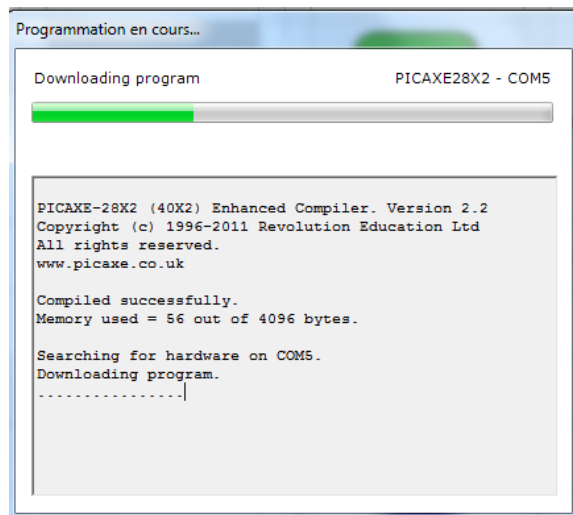 Programmation en cours...
Downloading program PICAXE28X2 - COM5
PICAXE-28X2 (40X2) Enhanced Compiler. Version 2.2
Copyright (c) 1996-2011 Revolution Education Ltd
All rights reserved.
www.picaxe.co.uk
Compiled successfully.
Memory used = 56 out of 4096 bytes.
Searching for hardware on COM5.
Downloading program.
................